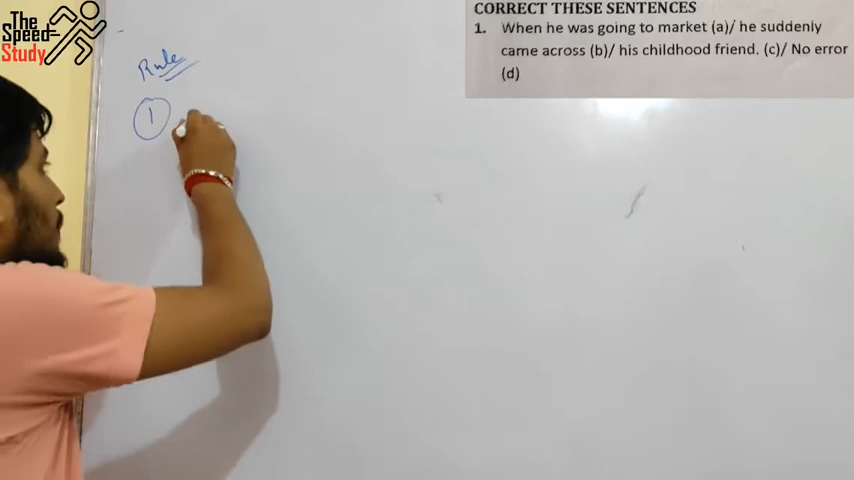 The
Speed
Study
CORRECT THESE SENTENCES
1. When he was going to market (a)/ he suddenly
came across (b)/ his childhood friend. (c)/ No error
(d)
Rule
1